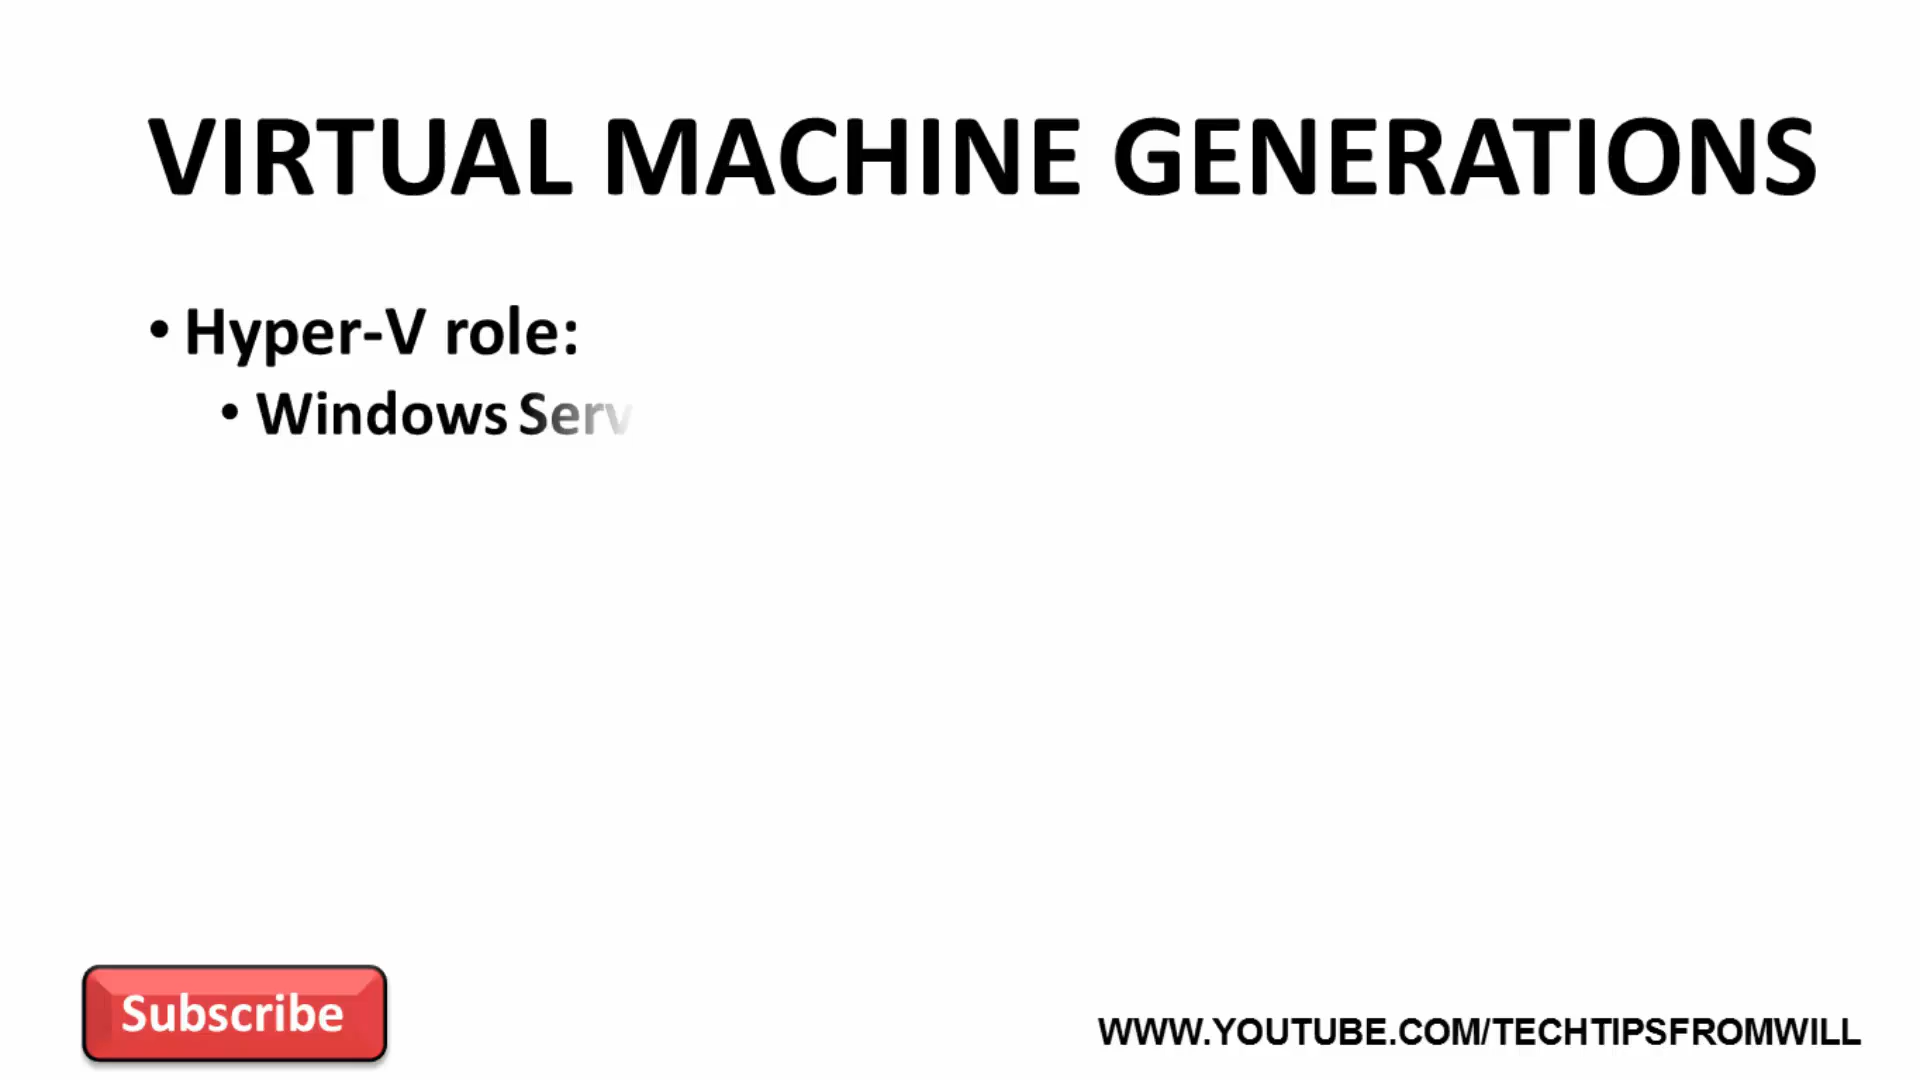 VIRTUAL MACHINE GENERATIONS
• Hyper-V role:
• Windows Serv
Subscribe
WWW.YOUTUBE.COM/TECHTIPSFROMWILL